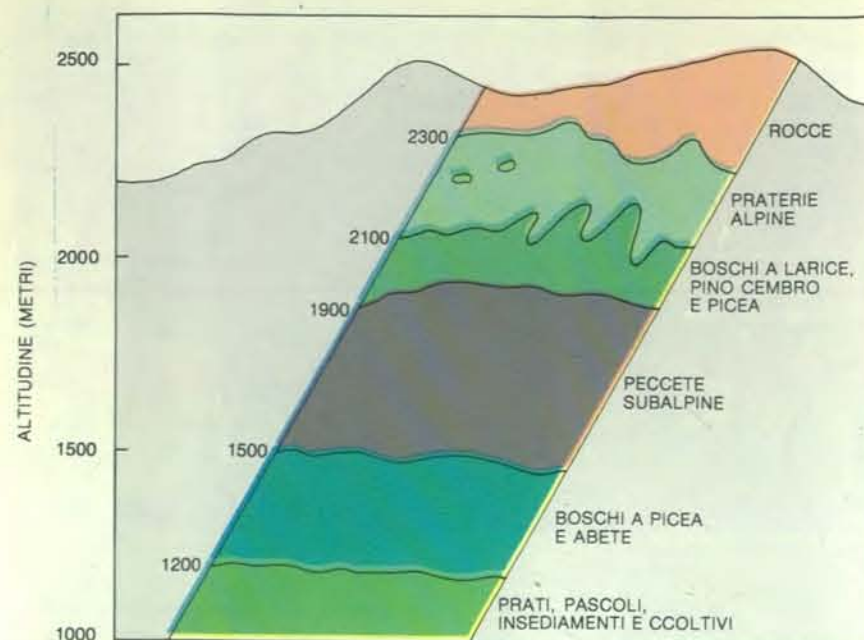 2500
2300
ROCCE
PRATERIE
ALPINE
2100
2000
BOSCHI A LARICE,
PINO CEMBRO
E PICEA
1900
ALTITUDINE (METRI)
PECCETE
SUBALPINE
1500
1500
BOSCHI A PICEA
E ABETE
1200
PRATI, PASCOLI,
INSEDIAMENTI E CCOLTIVI
1000